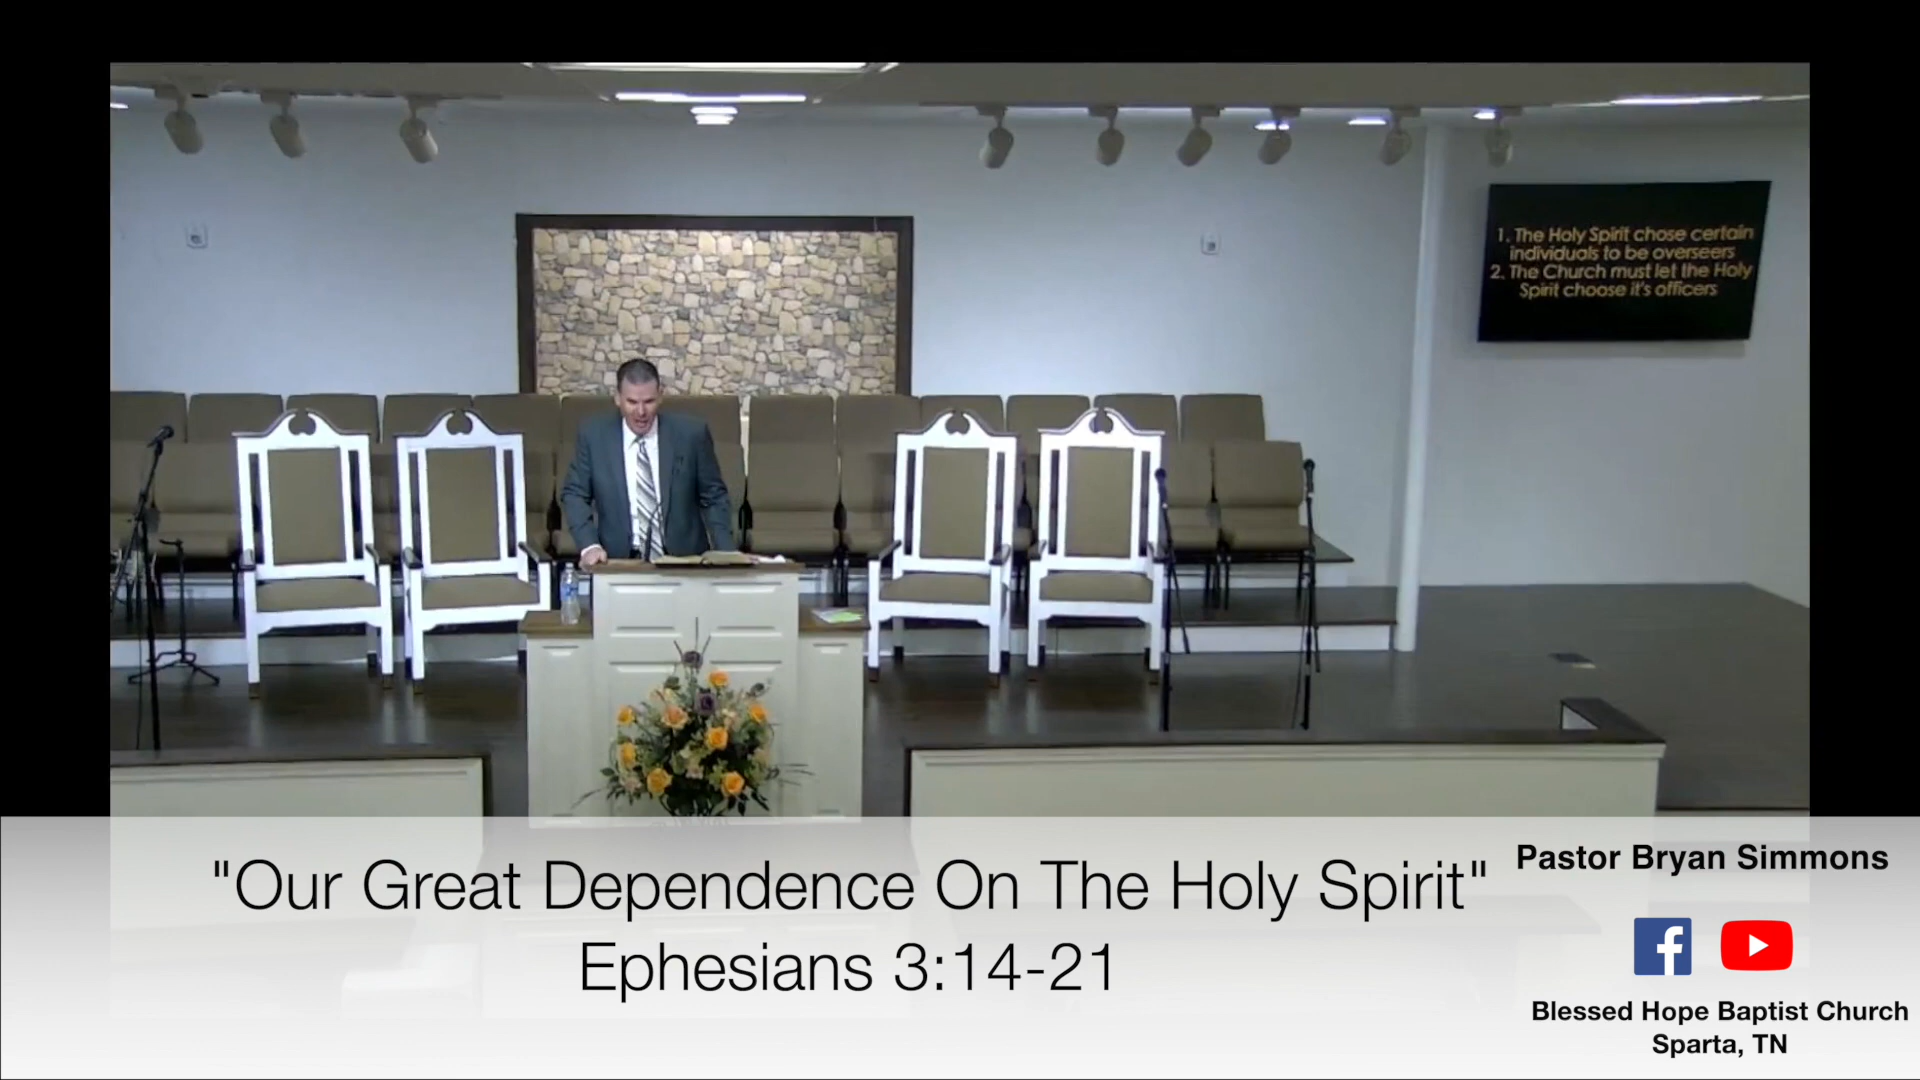 1. The Holy Spirit chose certain
individuals to be overseers
2. The Church must let the Holy
Spirit choose it's officers
"Our Great Dependence On The Holy Spirit"
Ephesians 3:14-21
Pastor Bryan Simmons
Blessed Hope Baptist Church
Sparta, TN